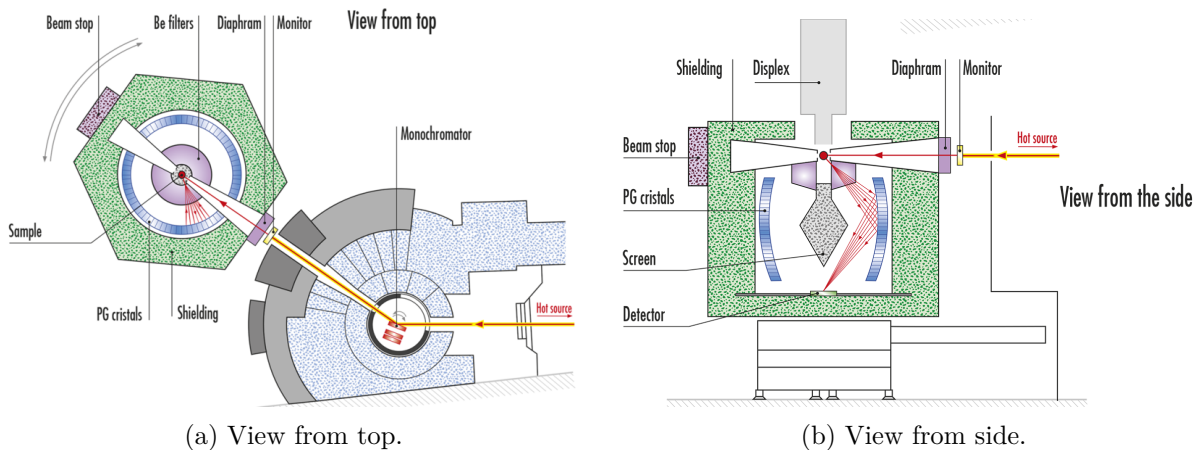 Beam stop
Be filters
Diaphram
Monitor
View from top
Monochromator
Sample
PG cristals
Shielding
Hot source
(a) View from top.
Shielding
Displex
Diaphram
Monitor
Beam stop
Hot source
PG cristals
View from the side
Screen
Detector
(b) View from side.